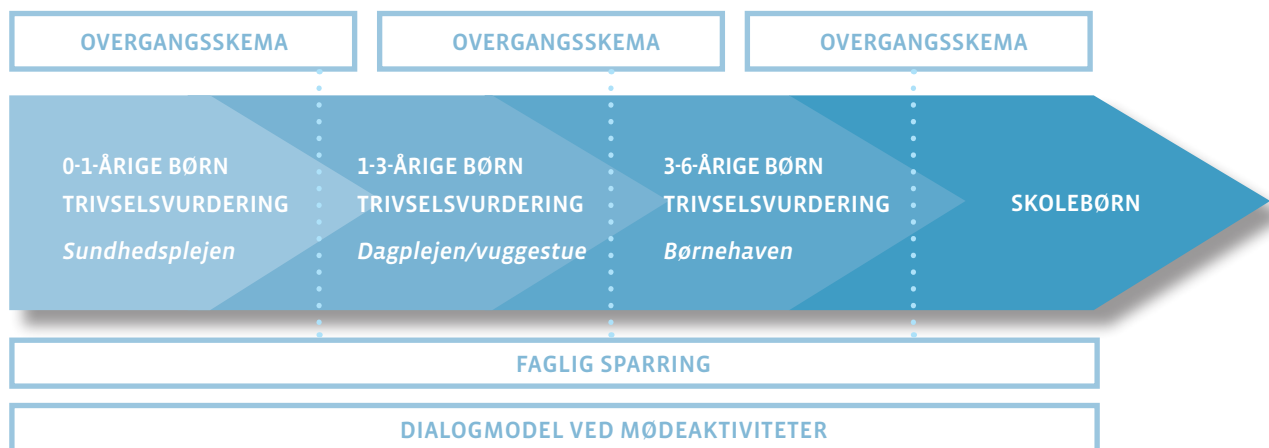 OVERGANGSSKEMA
OVERGANGSSKEMA
OVERGANGSSKEMA
0-1-ÅRIGE BØRN
TRIVSELSVURDERING
Sundhedsplejen
1-3-ÅRIGE BØRN
TRIVSELSVURDERING
Dagplejen/vuggestue
3-6-ÅRIGE BØRN
TRIVSELSVURDERING
Børnehaven
SKOLEBØRN
FAGLIG SPARRING
DIALOGMODEL VED MØDEAKTIVITETER